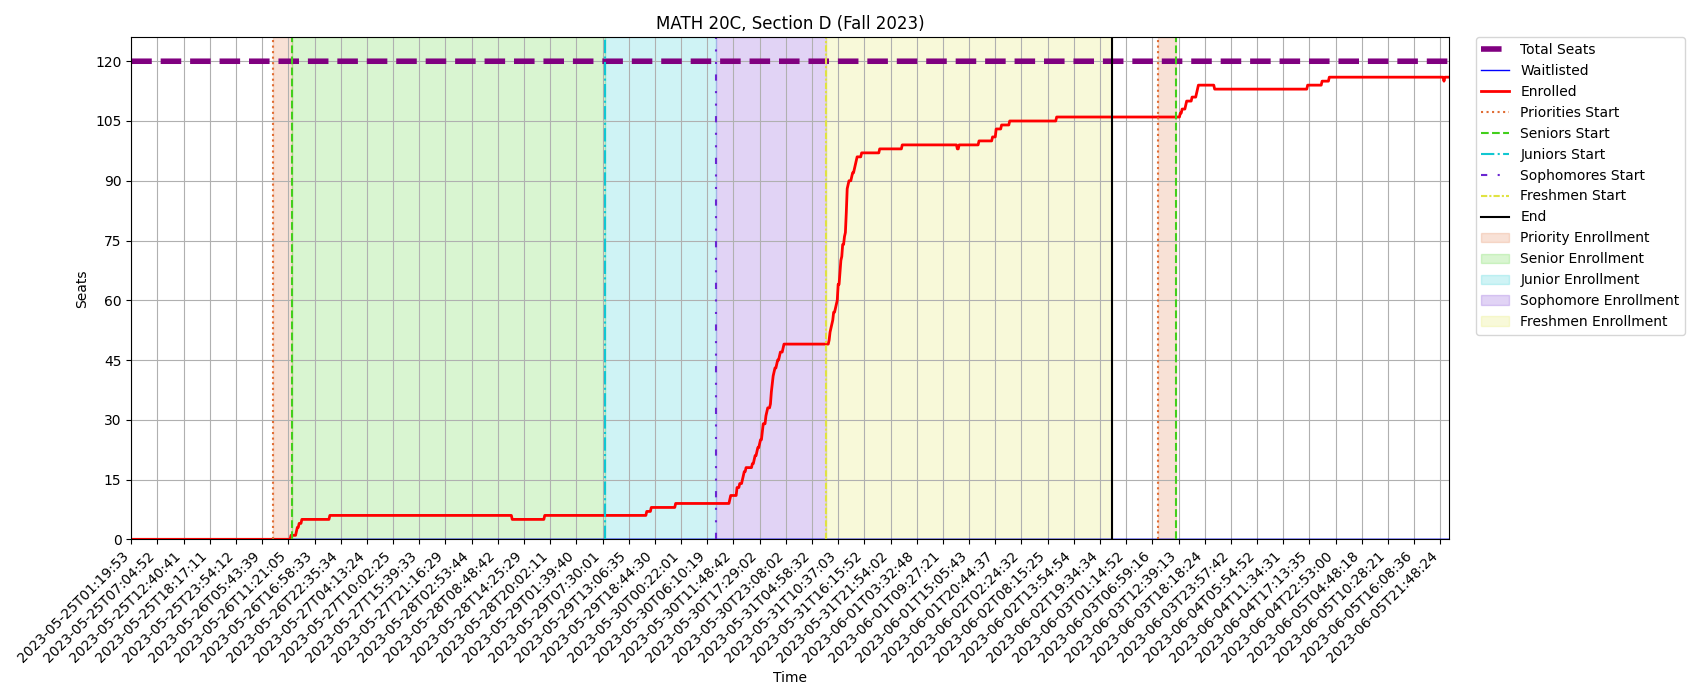 MATH 20C, Section D (Fall 2023)
Seats
120
105
90
75
60
45
30
15
0
2023-05-25T01:19:53
2023-05-25T07:04:52
2023-05-25T12:40:41
2023-05-25T18:17:11
2023-05-25T23:54:12
2023-05-26T05:43:39
2023-05-26T11:21:05
2023-05-26T16:58:33
2023-05-26T22:35:34
2023-05-27T04:13:24
2023-05-27T10:02:25
2023-05-27T15:39:33
2023-05-27T21:16:29
2023-05-28T02:53:44
2023-05-28T08:48:42
2023-05-28T14:25:29
2023-05-28T20:02:11
2023-05-29T01:39:40
2023-05-29T07:30:01
2023-05-29T13:06:35
2023-05-29T18:44:30
2023-05-30T00:22:01
2023-05-30T06:10:19
2023-05-30T11:48:42
2023-05-30T17:29:02
2023-05-30T23:08:02
2023-05-31T04:58:32
2023-05-31T10:37:03
2023-05-31T16:15:52
2023-05-31T21:54:02
2023-06-01T03:32:48
2023-06-01T09:27:21
2023-06-01T15:05:43
2023-06-01T20:44:37
2023-06-02T02:24:32
2023-06-02T08:15:25
2023-06-02T13:54:54
2023-06-02T19:34:34
2023-06-03T01:14:52
2023-06-03T06:59:16
2023-06-03T12:39:13
2023-06-03T18:18:24
2023-06-03T23:57:42
2023-06-04T05:54:52
2023-06-04T11:34:31
2023-06-04T17:13:35
2023-06-04T22:53:00
2023-06-05T04:48:18
2023-06-05T10:28:21
2023-06-05T16:08:36
2023-06-05T21:48:24
Time
Total Seats
Waitlisted
Enrolled
Priorities Start
Seniors Start
Juniors Start
Sophomores Start
Freshmen Start
End
Priority Enrollment
Senior Enrollment
Junior Enrollment
Sophomore Enrollment
Freshmen Enrollment